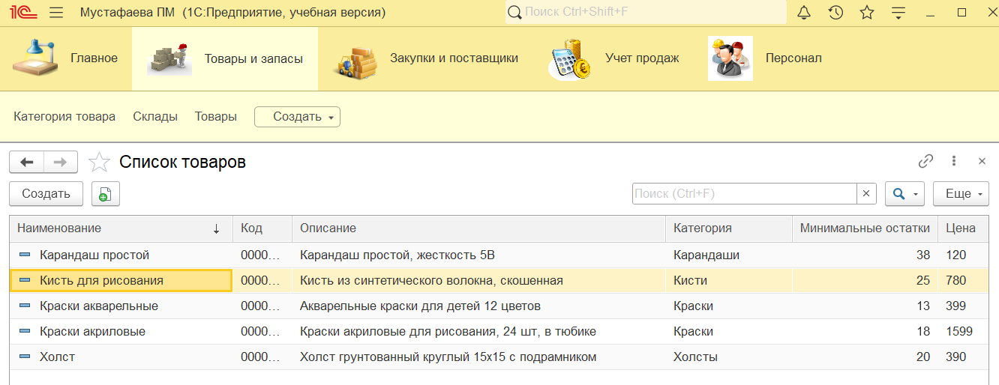 1С Мустафаева ПМ (1С:Предприятие, учебная версия) Поиск Ctrl+Shift+F
Главное Товары и запасы Закупки и поставщики Учет продаж Персонал
Категория товара Склады Товары Создать
Список товаров
Создать Поиск (Ctrl+F) × Еще
Наименование ↓ Код Описание Категория Минимальные остатки Цена
Карандаш простой 0000... Карандаш простой, жесткость 5В Карандаши 38 120
Кисть для рисования 0000... Кисть из синтетического волокна, скошенная Кисти 25 780
Краски акварельные 0000... Акварельные краски для детей 12 цветов Краски 13 399
Краски акриловые 0000... Краски акриловые для рисования, 24 шт, в тюбике Краски 18 1599
Холст 0000... Холст грунтованный круглый 15х15 с подрамником Холсты 20 390